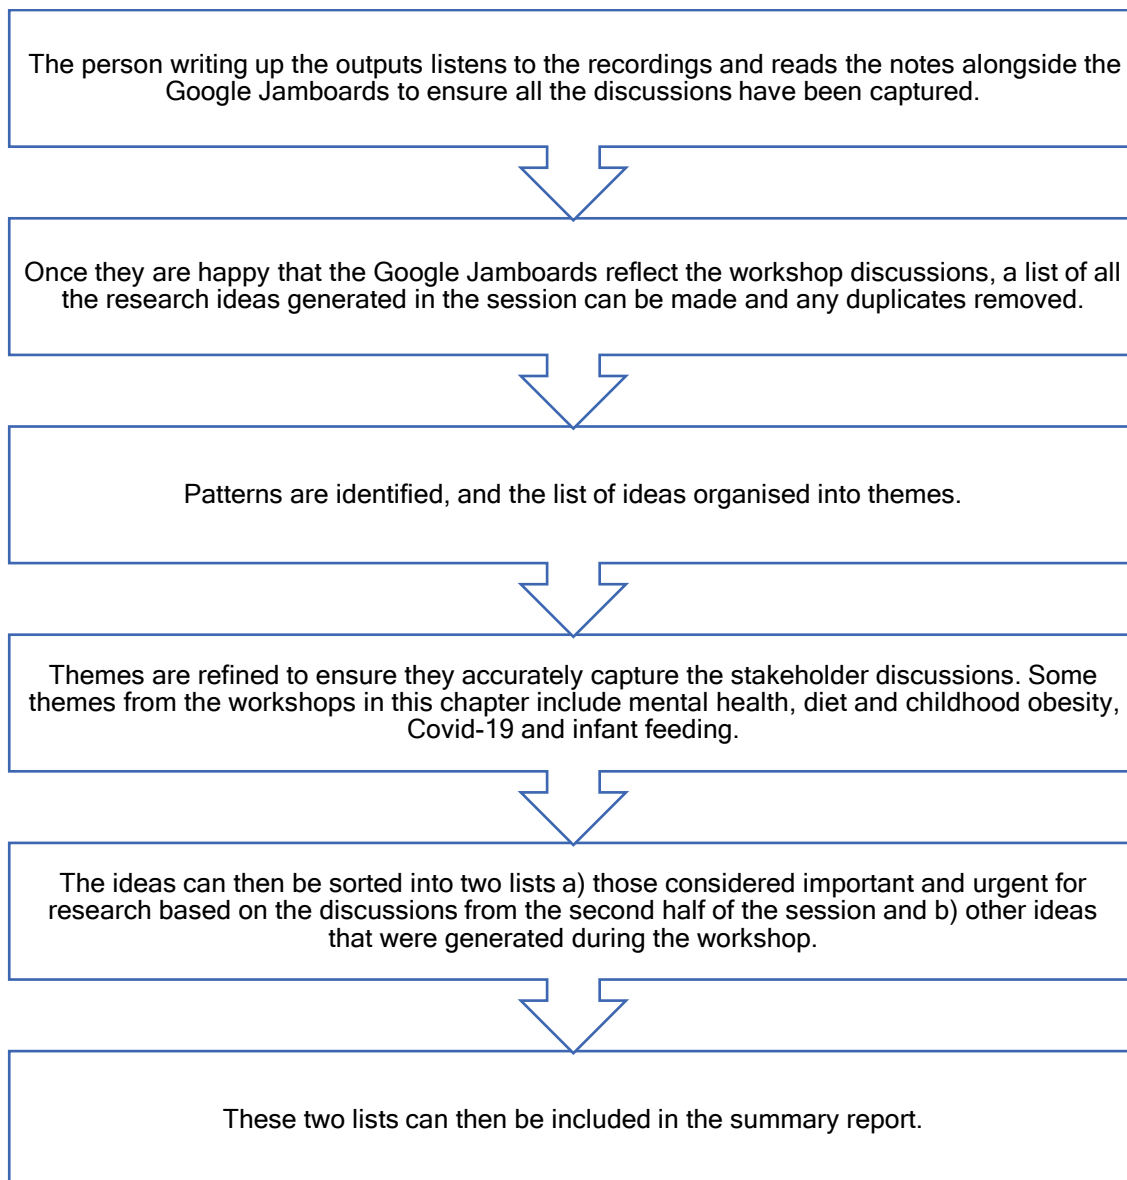 The person writing up the outputs listens to the recordings and reads the notes alongside the
Google Jamboards to ensure all the discussions have been captured.
Once they are happy that the Google Jamboards reflect the workshop discussions, a list of all
the research ideas generated in the session can be made and any duplicates removed.
Patterns are identified, and the list of ideas organised into themes.
Themes are refined to ensure they accurately capture the stakeholder discussions. Some
themes from the workshops in this chapter include mental health, diet and childhood obesity,
Covid-19 and infant feeding.
The ideas can then be sorted into two lists a) those considered important and urgent for
research based on the discussions from the second half of the session and b) other ideas
that were generated during the workshop.
These two lists can then be included in the summary report.